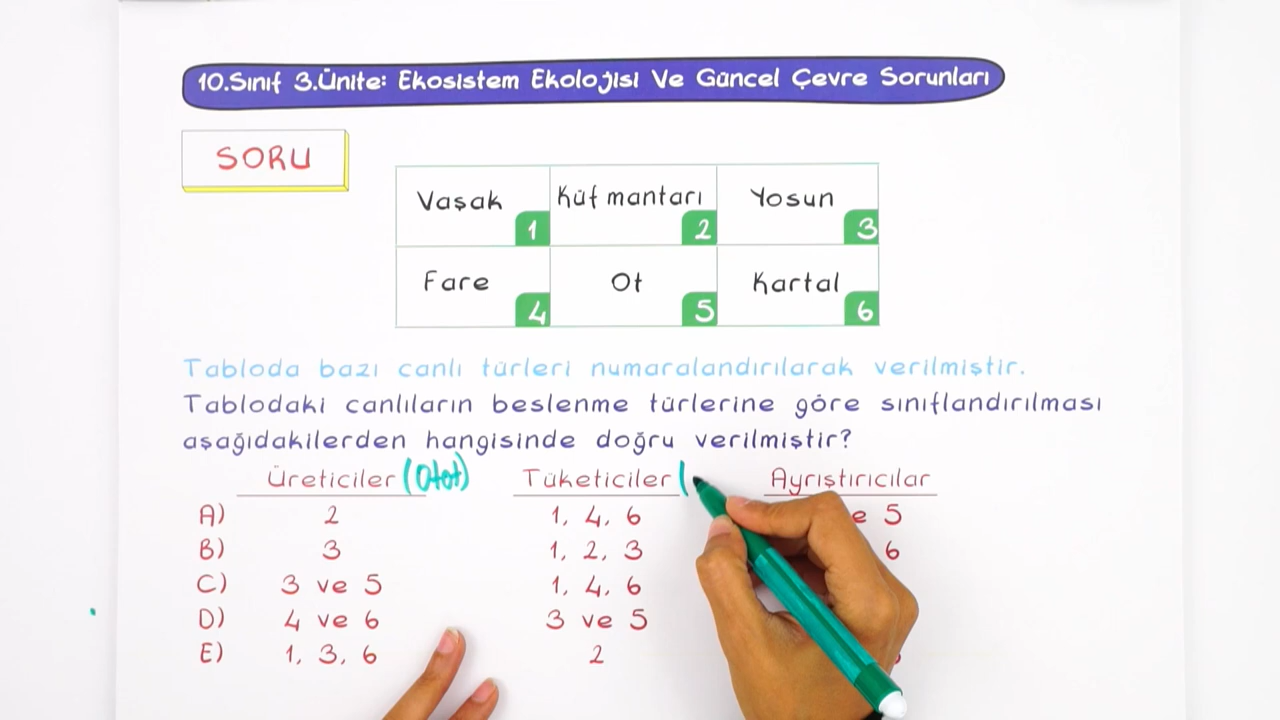 10.Sınıf 3.Ünite: Ekosistem Ekolojisi Ve Güncel Çevre Sorunları
SORU
Vaşak 1 Küf mantarı 2 Yosun 3
Fare 4 Ot 5 Kartal 6
Tabloda bazı canlı türleri numaralandırılarak verilmiştir.
Tablodaki canlıların beslenme türlerine göre sınıflandırılması
aşağıdakilerden hangisinde doğru verilmiştir?
Üreticiler (Otot) Tüketiciler ( Ayrıştırıcılar
A) 2 1, 4, 6 e 5
B) 3 1, 2, 3 6
C) 3 ve 5 1, 4, 6
D) 4 ve 6 3 ve 5
E) 1, 3, 6 2